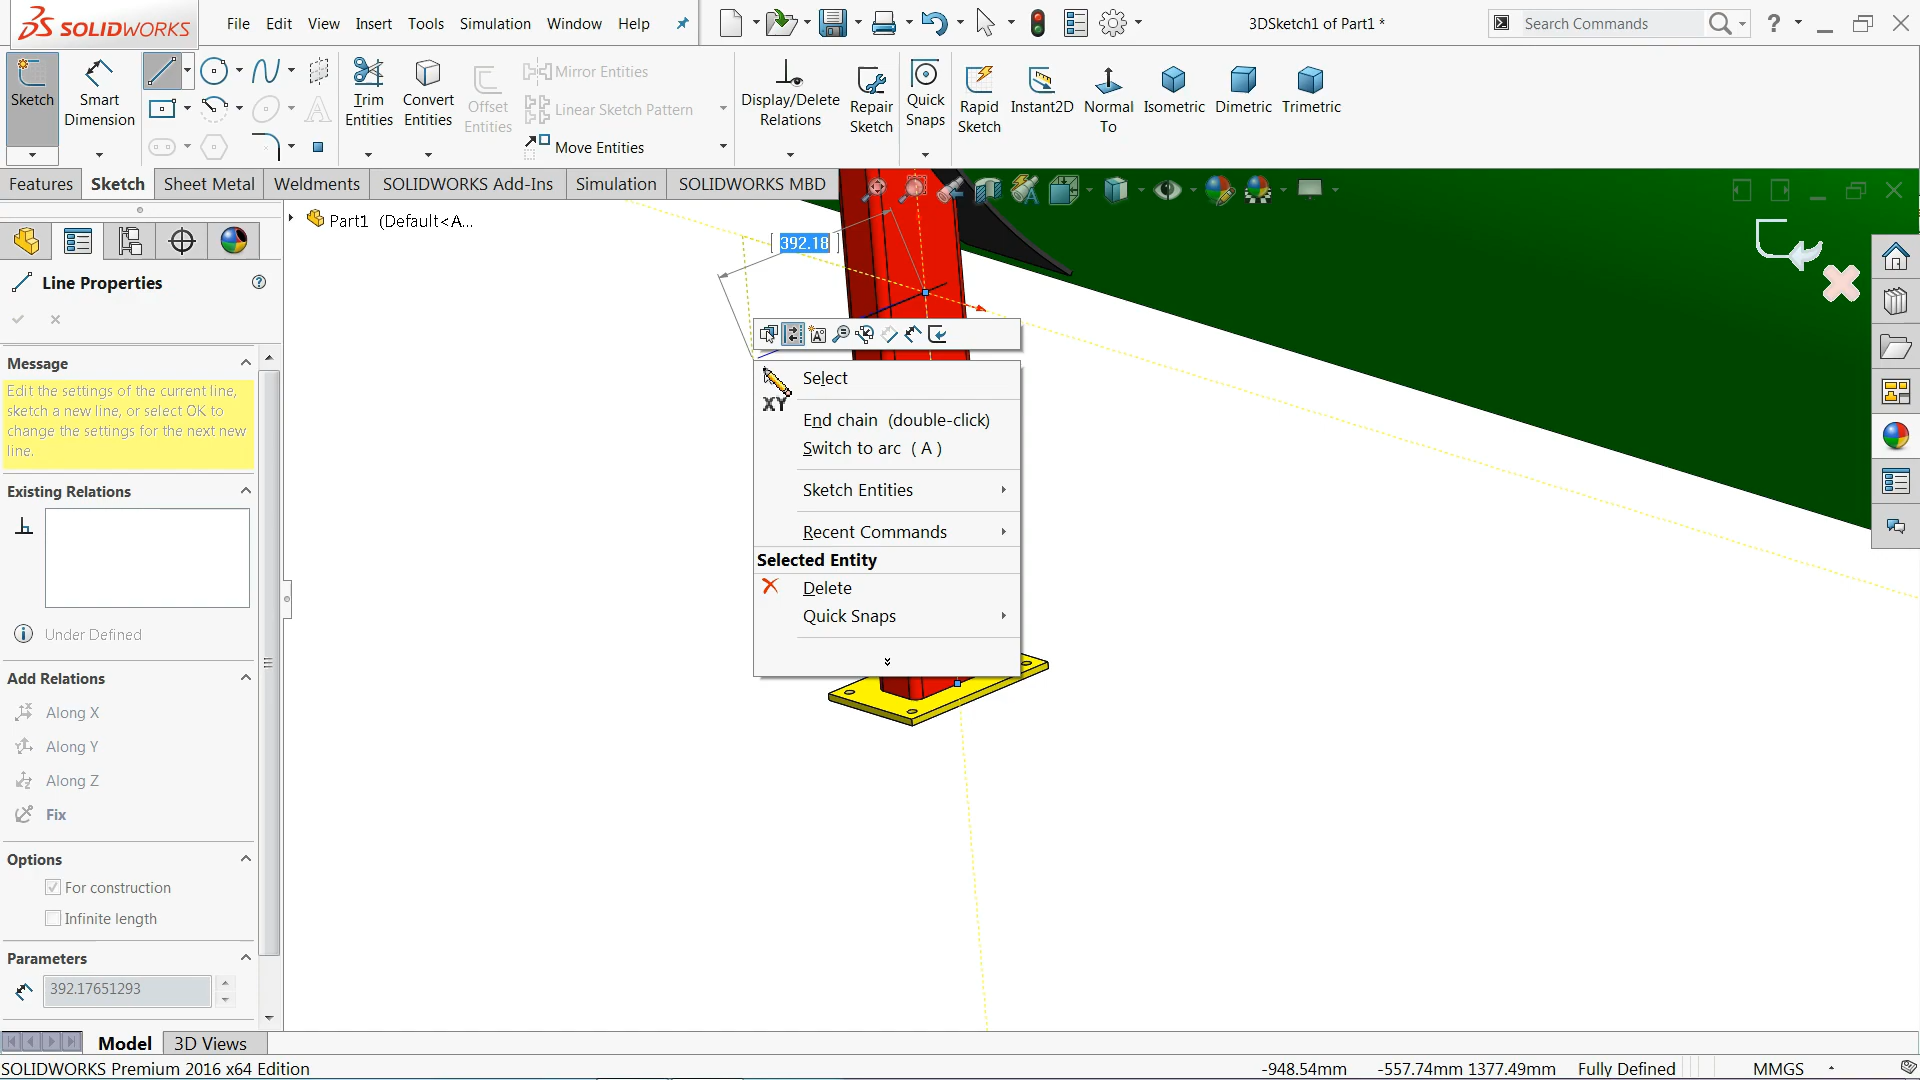 SOLIDWORKS
File Edit View Insert Tools Simulation Window Help
3DSketch1 of Part1 *
Search Commands
?
Sketch
Smart Dimension
Trim Entities
Convert Entities
Offset Entities
Mirror Entities
Linear Sketch Pattern
Move Entities
Display/Delete Relations
Repair Sketch
Quick Snaps
Rapid Sketch
Instant2D
Normal To
Isometric
Dimetric
Trimetric
Features Sketch Sheet Metal Weldments SOLIDWORKS Add-Ins Simulation SOLIDWORKS MBD
Part1 (Default<A...
392.18
Line Properties
Message
Edit the settings of the current line,
sketch a new line, or select OK to
change the settings for the next new
line.
Existing Relations
Under Defined
Add Relations
Along X
Along Y
Along Z
Fix
Options
For construction
Infinite length
Parameters
392.17651293
Select
XY
End chain (double-click)
Switch to arc ( A )
Sketch Entities
Recent Commands
Selected Entity
Delete
Quick Snaps
Model 3D Views
SOLIDWORKS Premium 2016 x64 Edition
-948.54mm -557.74mm 1377.49mm Fully Defined MMGS